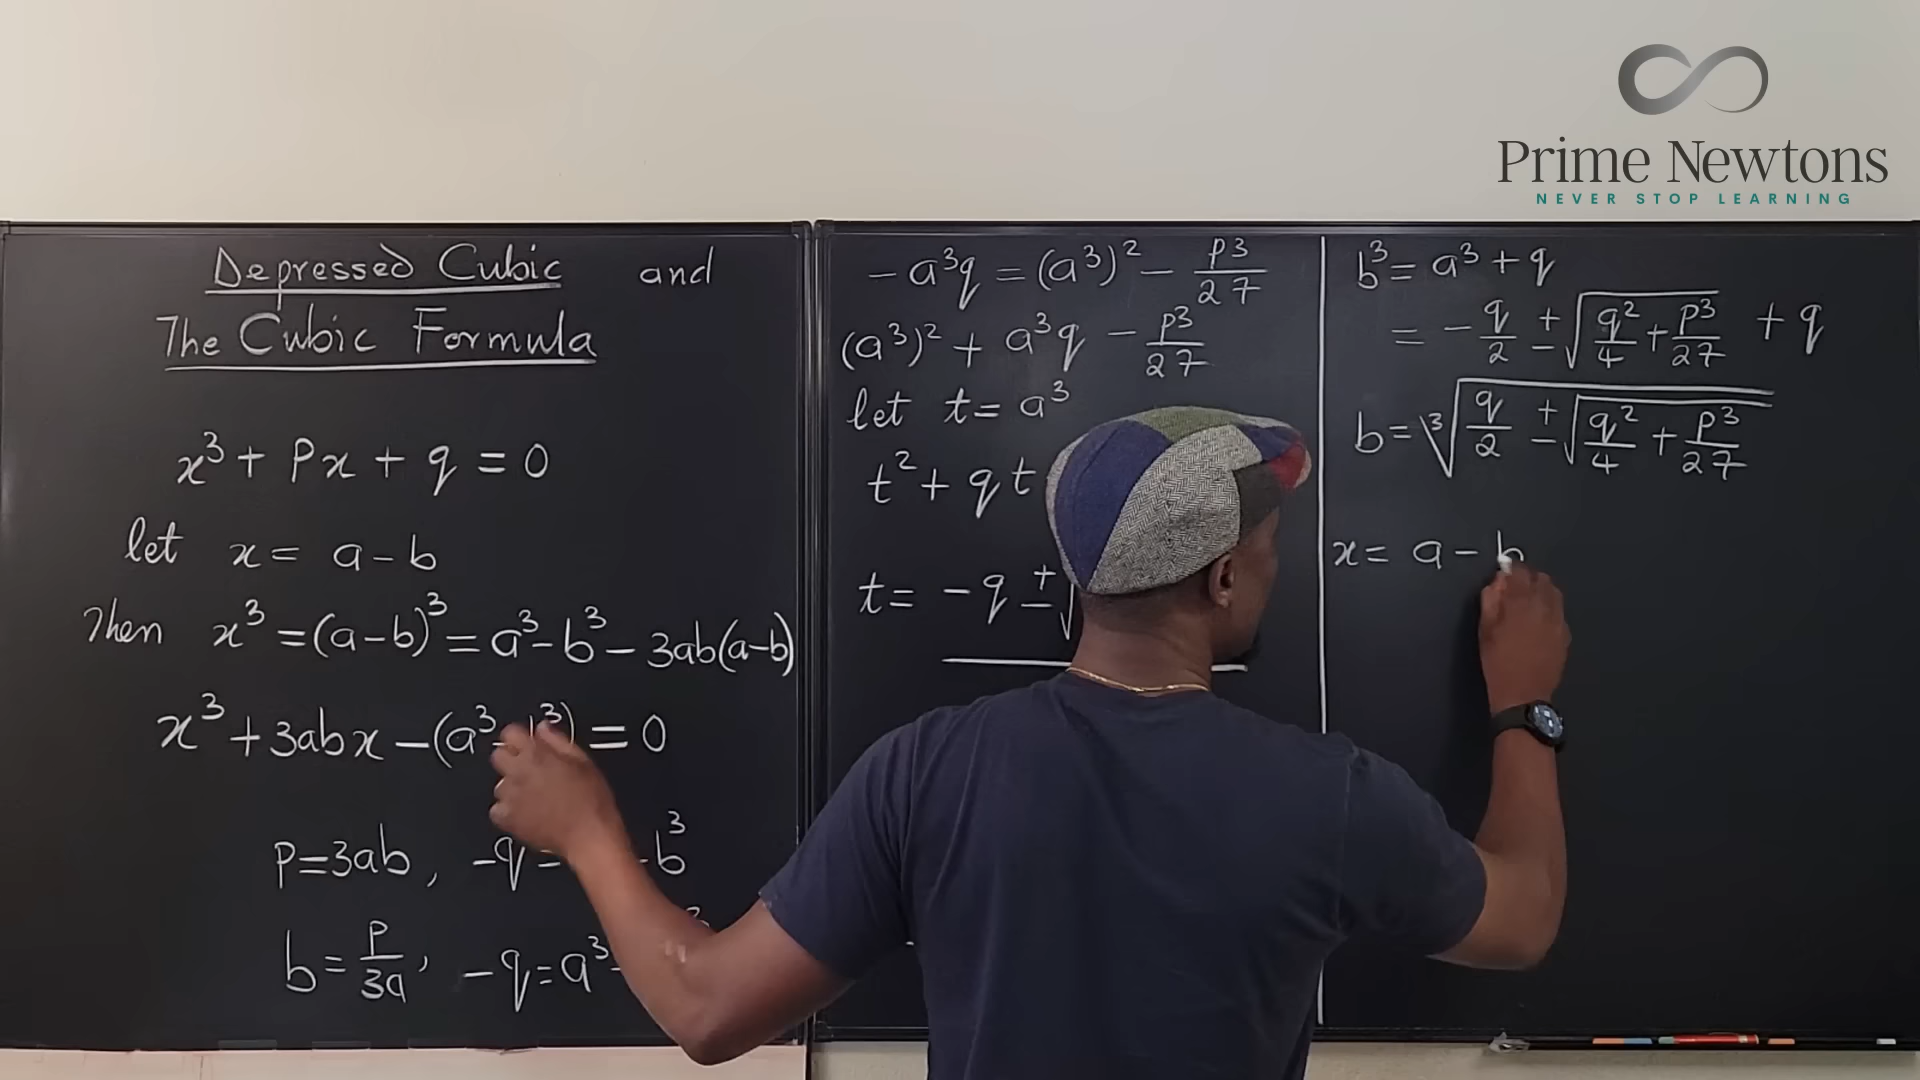 Prime Newtons
NEVER STOP LEARNING
Depressed Cubic and
The Cubic Formula
x³ + px + q = 0
let x = a - b
Then x³ = (a-b)³ = a³ - b³ - 3ab(a-b)
x³ + 3abx - (a³ - b³) = 0
p = 3ab, -q = - b³
b = p/3a, -q = a³ -
-a³q = (a³)² - p³/27
(a³)² + a³q - p³/27
let t = a³
t² + qt
t = -q ± √
b³ = a³ + q
= -q/2 ± √(q²/4 + p³/27) + q
b = ³√(q/2 ± √(q²/4 + p³/27))
x = a - b